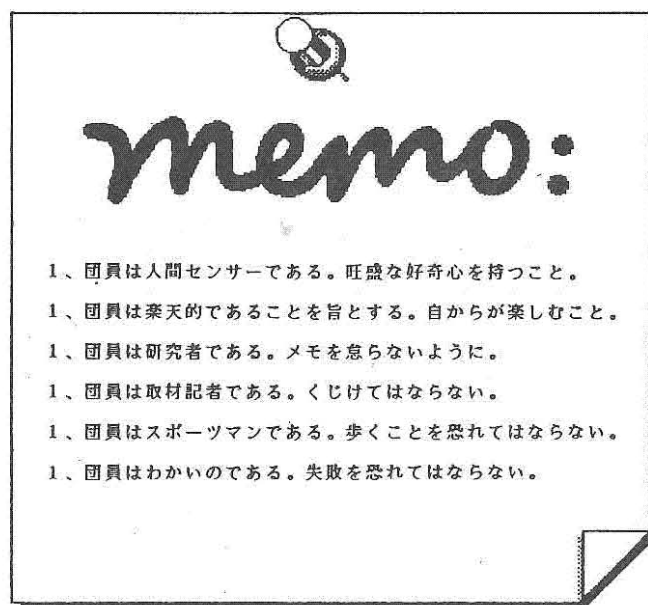 memo:
1、団員は人間センサーである。旺盛な好奇心を持つこと。
1、団員は楽天的であることを旨とする。自からが楽しむこと。
1、団員は研究者である。メモを怠らないように。
1、団員は取材記者である。くじけてはならない。
1、団員はスポーツマンである。歩くことを恐れてはならない。
1、団員はわかいのである。失敗を恐れてはならない。